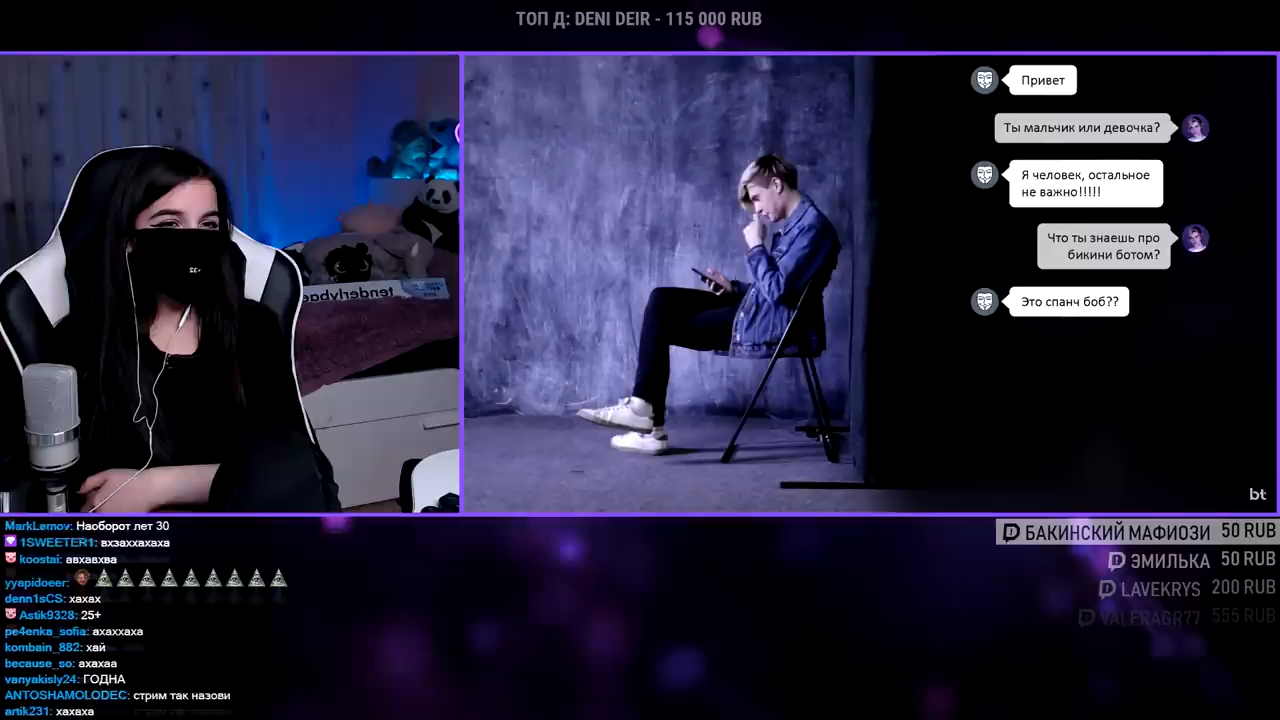 ТОП Д: DENI DEIR - 115 000 RUB
Привет
Ты мальчик или девочка?
Я человек, остальное
не важно!!!!!
Что ты знаешь про
бикини ботом?
Это спанч боб??
bt
MarkLemov: Наоборот лет 30
1SWEETER1: вхзаххахаха
koostai: авхавхва
yyapidoeer:
denn1sCS: хахах
Astik9328: 25+
pe4enka_sofia: ахаххаха
kombain_882: хай
because_so: ахахаа
vanyakisly24: ГОДНА
ANTOSHAMOLODEC: стрим так назови
artik231: хахаха
БАКИНСКИЙ МАФИОЗИ 50 RUB
ЭМИЛЬКА 50 RUB
LAVEKRYS 200 RUB
VALFRAGR77 555 RUB